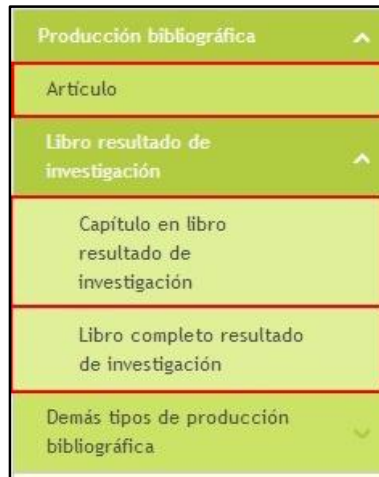 Producción bibliográfica
Artículo
Libro resultado de
investigación
Capítulo en libro
resultado de
investigación
Libro completo resultado
de investigación
Demás tipos de producción
bibliográfica